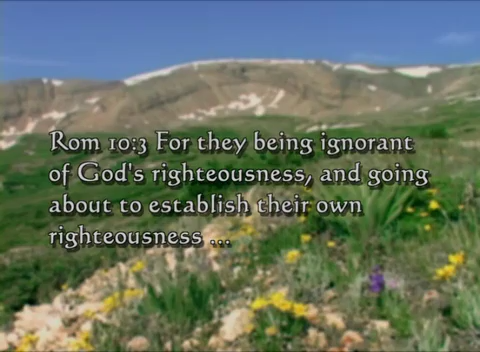 Rom 10:3 For they being ignorant
of God's righteousness, and going
about to establish their own
righteousness ...